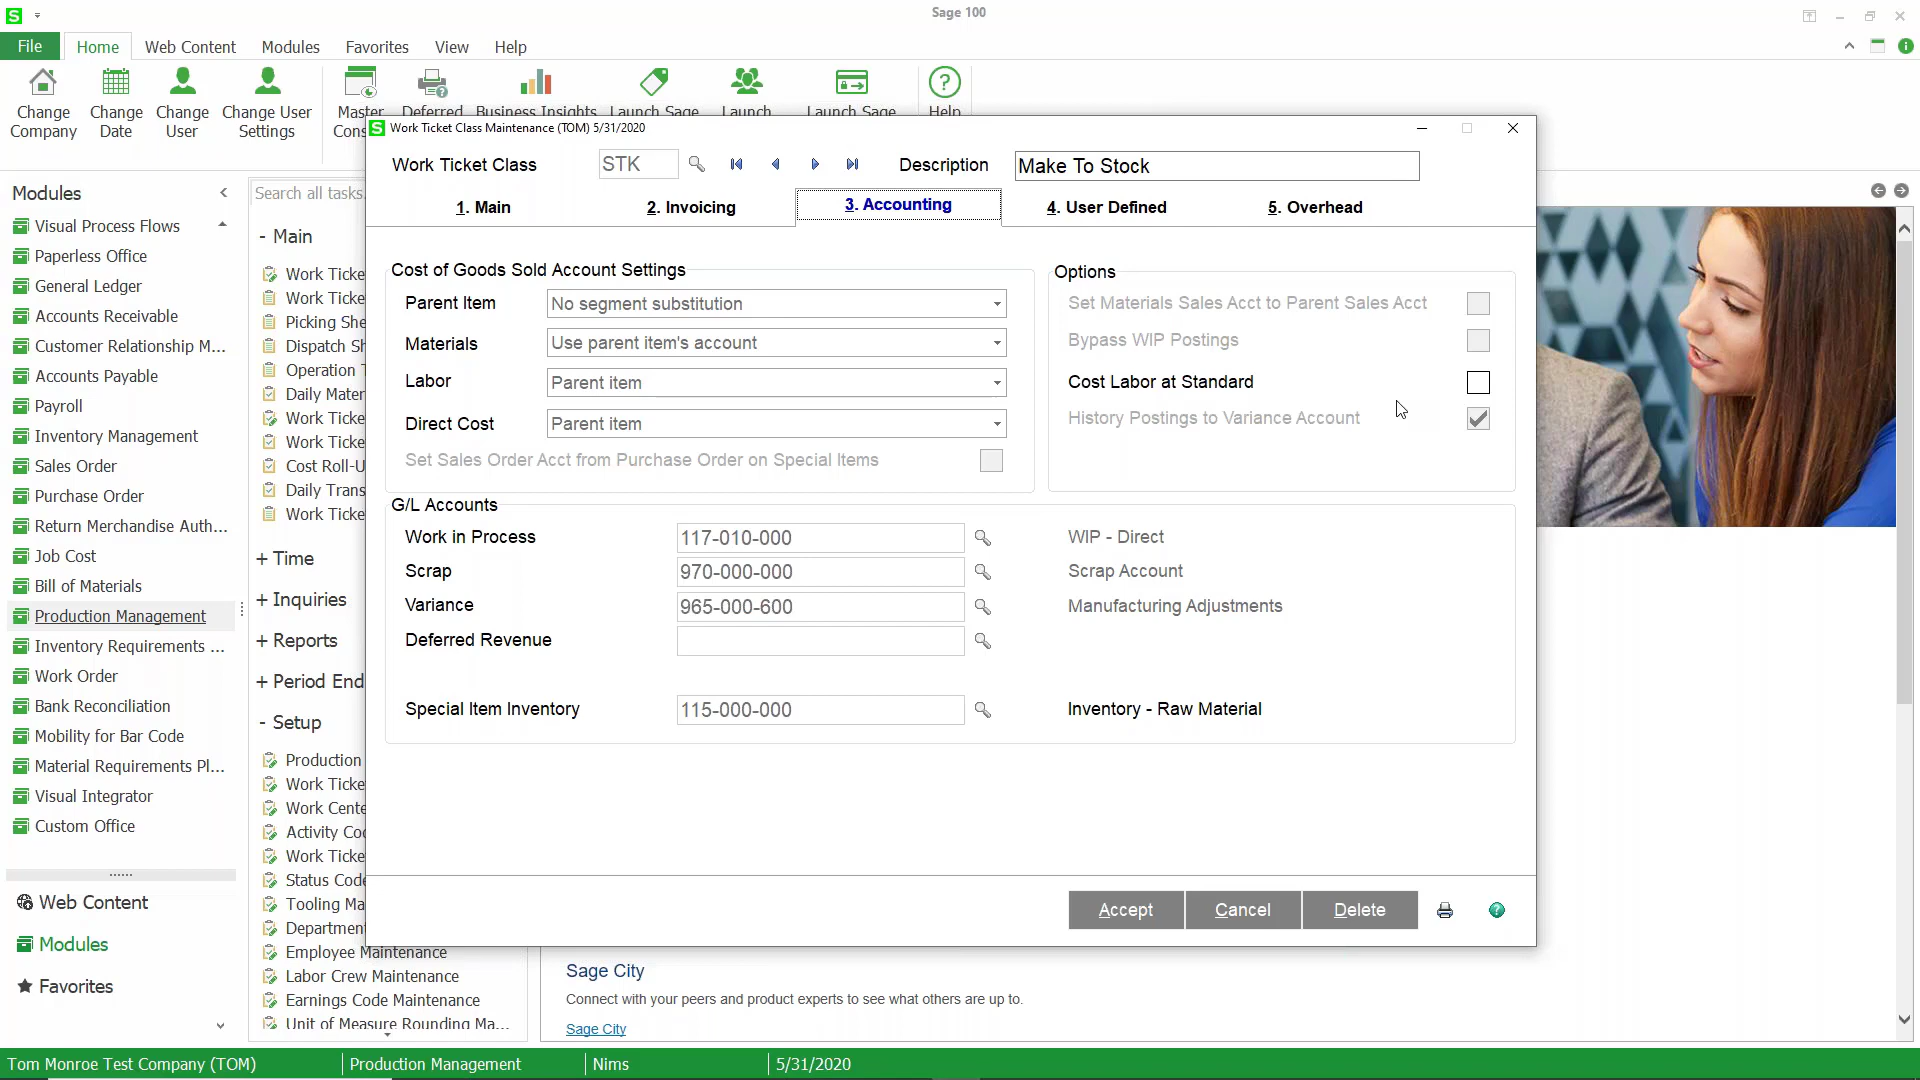 Sage 100
File Home Web Content Modules Favorites View Help
Change Company
Change Date
Change User
Change User Settings
Master
Deferred
Business Insights
Launch Sage
Launch
Launch Sage
Help
Work Ticket Class Maintenance (TOM) 5/31/2020
Work Ticket Class STK Description Make To Stock
1. Main 2. Invoicing 3. Accounting 4. User Defined 5. Overhead
Cost of Goods Sold Account Settings
Parent Item No segment substitution
Materials Use parent item's account
Labor Parent item
Direct Cost Parent item
Set Sales Order Acct from Purchase Order on Special Items
Options
Set Materials Sales Acct to Parent Sales Acct
Bypass WIP Postings
Cost Labor at Standard
History Postings to Variance Account
G/L Accounts
Work in Process 117-010-000 WIP - Direct
Scrap 970-000-000 Scrap Account
Variance 965-000-600 Manufacturing Adjustments
Deferred Revenue
Special Item Inventory 115-000-000 Inventory - Raw Material
Accept Cancel Delete
Modules
Visual Process Flows
Paperless Office
General Ledger
Accounts Receivable
Customer Relationship M...
Accounts Payable
Payroll
Inventory Management
Sales Order
Purchase Order
Return Merchandise Auth...
Job Cost
Bill of Materials
Production Management
Inventory Requirements ...
Work Order
Bank Reconciliation
Mobility for Bar Code
Material Requirements Pl...
Visual Integrator
Custom Office
Web Content
Modules
Favorites
Search all tasks
- Main
Work Ticke
Work Ticke
Picking She
Dispatch Sh
Operation T
Daily Mater
Work Ticke
Work Ticke
Cost Roll-U
Daily Trans
Work Ticke
+ Time
+ Inquiries
+ Reports
+ Period End
- Setup
Production
Work Ticke
Work Cente
Activity Co
Work Ticke
Status Code
Tooling Ma
Department
Employee Maintenance
Labor Crew Maintenance
Earnings Code Maintenance
Unit of Measure Rounding Ma...
Sage City
Connect with your peers and product experts to see what others are up to.
Sage City
Tom Monroe Test Company (TOM) Production Management Nims 5/31/2020